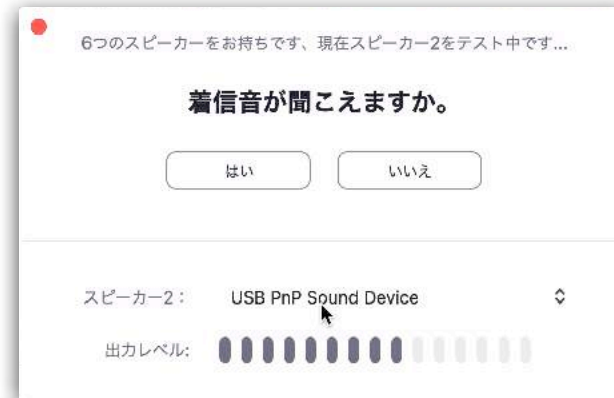 6つのスピーカーをお持ちです、現在スピーカー2をテスト中です...
着信音が聞こえますか。
はい
いいえ
スピーカー2： USB PnP Sound Device
出力レベル: